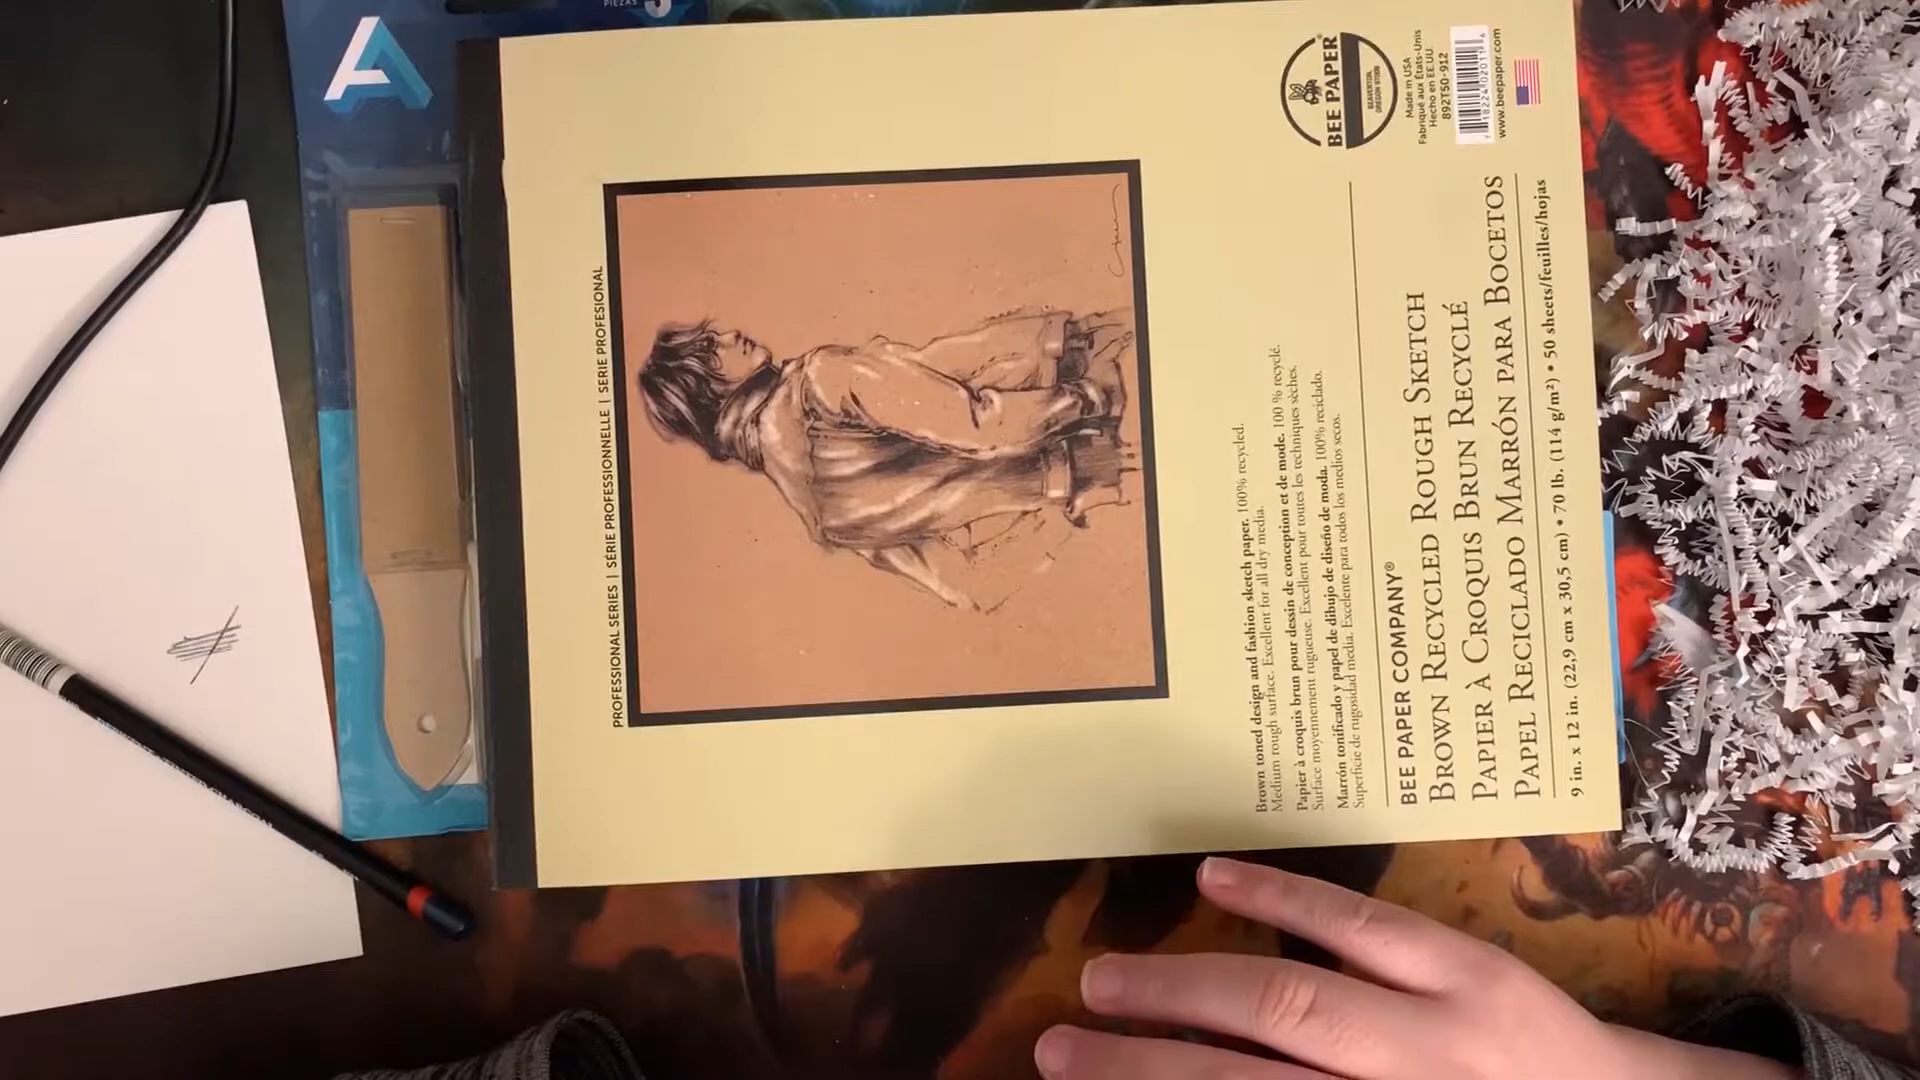 PROFESSIONAL SERIES | SÉRIE PROFESSIONNELLE | SERIE PROFESIONAL
Brown toned design and fashion sketch paper. 100% recycled.
Medium rough surface. Excellent for all dry media.
Papier à croquis brun pour dessin de conception et de mode. 100 % recyclé.
Surface moyennement rugueuse. Excellent pour toutes les techniques sèches.
Marrón tonificado y papel de dibujo de diseño de moda. 100% reciclado.
Superficie de rugosidad media. Excelente para todos los medios secos.
BEE PAPER COMPANY®
BROWN RECYCLED ROUGH SKETCH
PAPIER À CROQUIS BRUN RECYCLÉ
PAPEL RECICLADO MARRÓN PARA BOCETOS
9 in. x 12 in. (22,9 cm x 30,5 cm) • 70 lb. (114 g/m²) • 50 sheets/feuilles/hojas
BEE PAPER®
BEAVERTON,
OREGON 97008
Made in USA
Fabriqué aux États-Unis
Hecho en EE.UU.
892T50-912
7 18224 02011 6
www.beepaper.com
A
PIEZAS